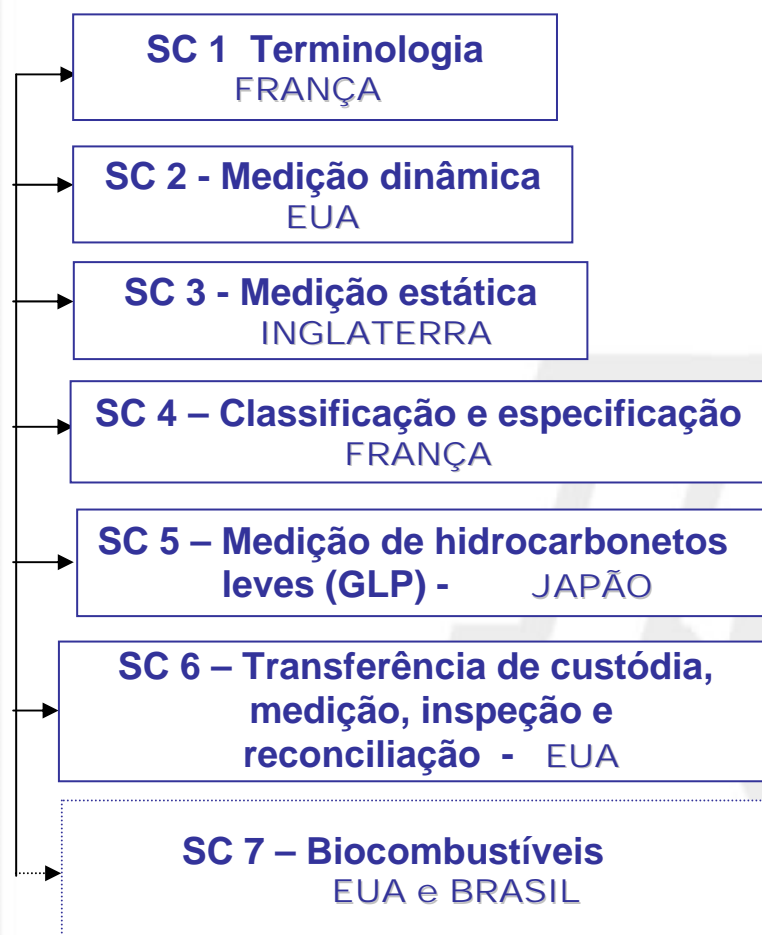 SC 1 Terminologia
FRANÇA
SC 2 - Medição dinâmica
EUA
SC 3 - Medição estática
INGLATERRA
SC 4 – Classificação e especificação
FRANÇA
SC 5 – Medição de hidrocarbonetos
leves (GLP) - JAPÃO
SC 6 – Transferência de custódia,
medição, inspeção e
reconciliação - EUA
SC 7 – Biocombustíveis
EUA e BRASIL